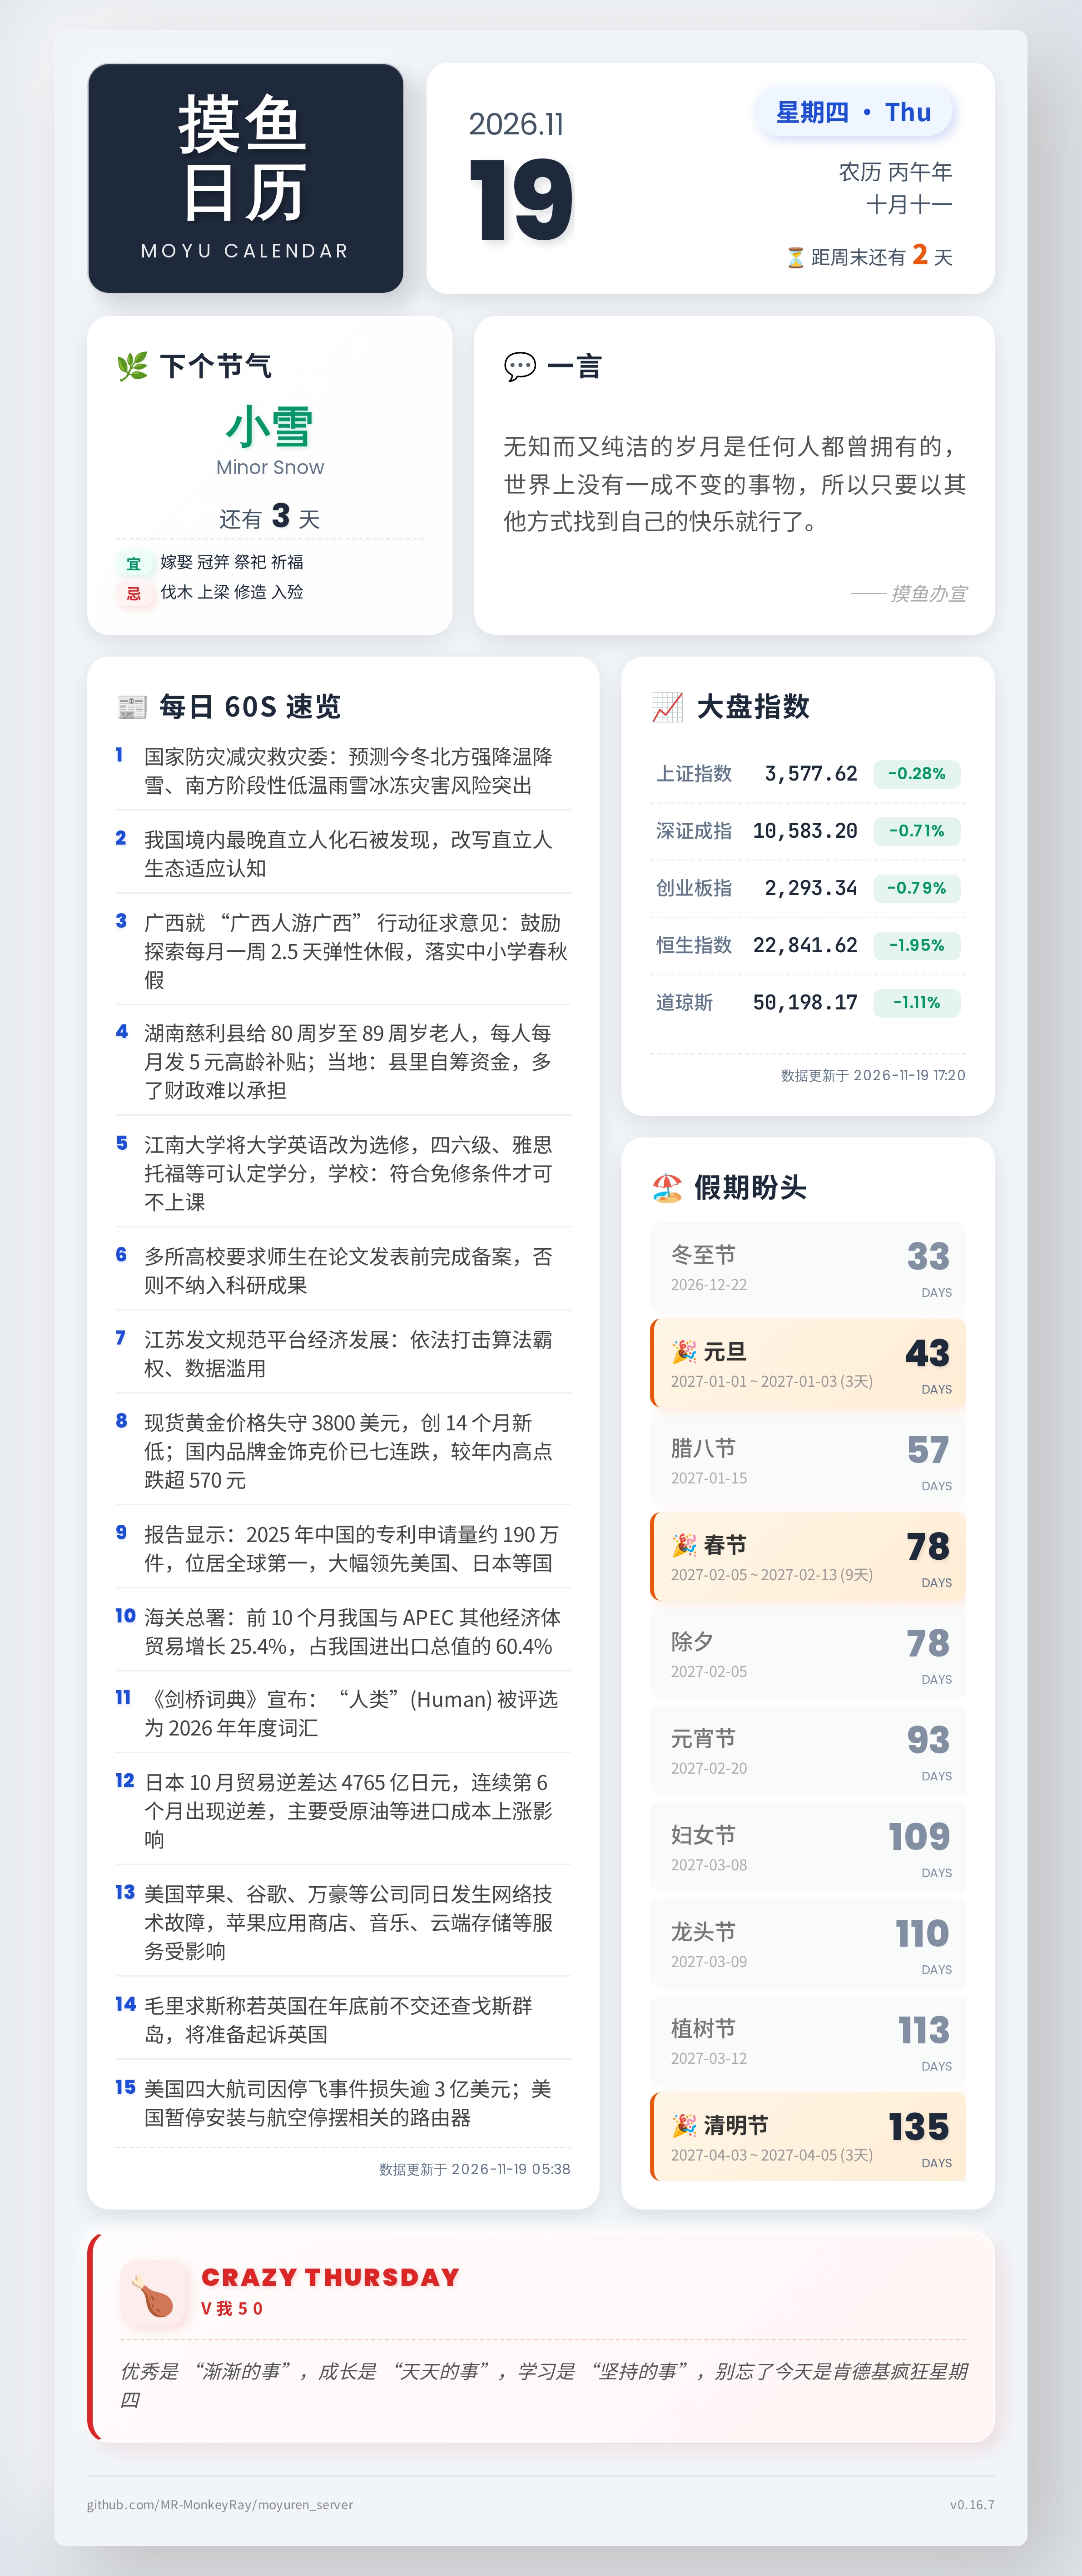 摸鱼
日历
MOYU CALENDAR
2026.11
19
星期四 • Thu
农历 丙午年
十月十一
⏳ 距周末还有 2 天
🌿 下个节气
小雪
Minor Snow
还有 3 天
宜 嫁娶 冠笄 祭祀 祈福
忌 伐木 上梁 修造 入殓
💬 一言
无知而又纯洁的岁月是任何人都曾拥有的，
世界上没有一成不变的事物，所以只要以其
他方式找到自己的快乐就行了。
—— 摸鱼办宣
📰 每日 60S 速览
1 国家防灾减灾救灾委：预测今冬北方强降温降
雪、南方阶段性低温雨雪冰冻灾害风险突出
2 我国境内最晚直立人化石被发现，改写直立人
生态适应认知
3 广西就 “广西人游广西” 行动征求意见：鼓励
探索每月一周 2.5 天弹性休假，落实中小学春秋
假
4 湖南慈利县给 80 周岁至 89 周岁老人，每人每
月发 5 元高龄补贴；当地：县里自筹资金，多
了财政难以承担
5 江南大学将大学英语改为选修，四六级、雅思
托福等可认定学分，学校：符合免修条件才可
不上课
6 多所高校要求师生在论文发表前完成备案，否
则不纳入科研成果
7 江苏发文规范平台经济发展：依法打击算法霸
权、数据滥用
8 现货黄金价格失守 3800 美元，创 14 个月新
低；国内品牌金饰克价已七连跌，较年内高点
跌超 570 元
9 报告显示：2025 年中国的专利申请量约 190 万
件，位居全球第一，大幅领先美国、日本等国
10 海关总署：前 10 个月我国与 APEC 其他经济体
贸易增长 25.4%，占我国进出口总值的 60.4%
11 《剑桥词典》宣布： “人类”(Human) 被评选
为 2026 年年度词汇
12 日本 10 月贸易逆差达 4765 亿日元，连续第 6
个月出现逆差，主要受原油等进口成本上涨影
响
13 美国苹果、谷歌、万豪等公司同日发生网络技
术故障，苹果应用商店、音乐、云端存储等服
务受影响
14 毛里求斯称若英国在年底前不交还查戈斯群
岛，将准备起诉英国
15 美国四大航司因停飞事件损失逾 3 亿美元；美
国暂停安装与航空停摆相关的路由器
数据更新于 2026-11-19 05:38
📈 大盘指数
上证指数 3,577.62 -0.28%
深证成指 10,583.20 -0.71%
创业板指 2,293.34 -0.79%
恒生指数 22,841.62 -1.95%
道琼斯 50,198.17 -1.11%
数据更新于 2026-11-19 17:20
🏖️ 假期盼头
冬至节 33
2026-12-22 DAYS
🎉 元旦 43
2027-01-01 ~ 2027-01-03 (3天) DAYS
腊八节 57
2027-01-15 DAYS
🎉 春节 78
2027-02-05 ~ 2027-02-13 (9天) DAYS
除夕 78
2027-02-05 DAYS
元宵节 93
2027-02-20 DAYS
妇女节 109
2027-03-08 DAYS
龙头节 110
2027-03-09 DAYS
植树节 113
2027-03-12 DAYS
🎉 清明节 135
2027-04-03 ~ 2027-04-05 (3天) DAYS
CRAZY THURSDAY
V 我 5 0
优秀是 “渐渐的事”，成长是 “天天的事”，学习是 “坚持的事”，别忘了今天是肯德基疯狂星期
四
github.com/MR-MonkeyRay/moyuren_server
v0.16.7